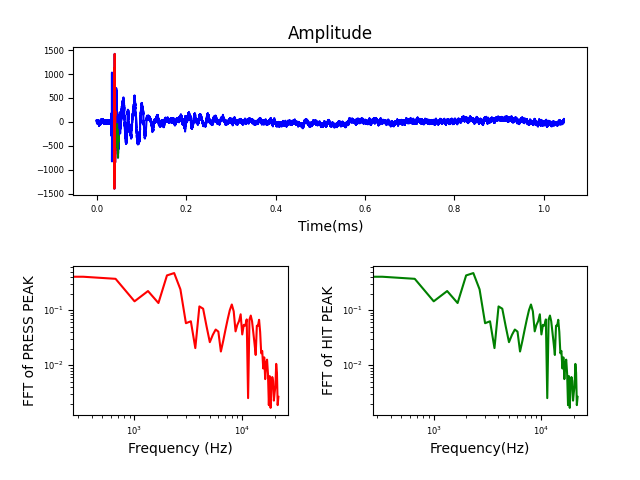 Amplitude
1500
1000
500
0
−500
−1000
−1500
0.0 0.2 0.4 0.6 0.8 1.0
Time(ms)
FFT of PRESS PEAK
10⁻¹
10⁻²
10³ 10⁴
Frequency (Hz)
FFT of HIT PEAK
10⁻¹
10⁻²
10³ 10⁴
Frequency(Hz)